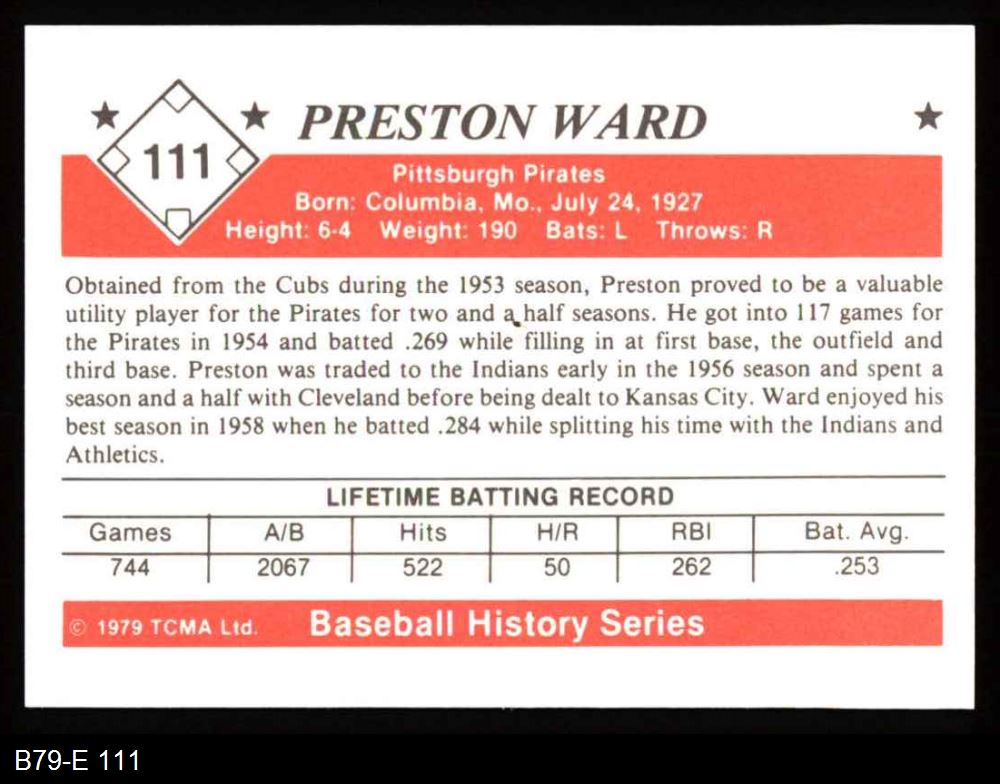 PRESTON WARD
111
Pittsburgh Pirates
Born: Columbia, Mo., July 24, 1927
Height: 6-4 Weight: 190 Bats: L Throws: R
Obtained from the Cubs during the 1953 season, Preston proved to be a valuable
utility player for the Pirates for two and a half seasons. He got into 117 games for
the Pirates in 1954 and batted .269 while filling in at first base, the outfield and
third base. Preston was traded to the Indians early in the 1956 season and spent a
season and a half with Cleveland before being dealt to Kansas City. Ward enjoyed his
best season in 1958 when he batted .284 while splitting his time with the Indians and
Athletics.
LIFETIME BATTING RECORD
Games A/B Hits H/R RBI Bat. Avg.
744 2067 522 50 262 .253
© 1979 TCMA Ltd. Baseball History Series
B79-E 111